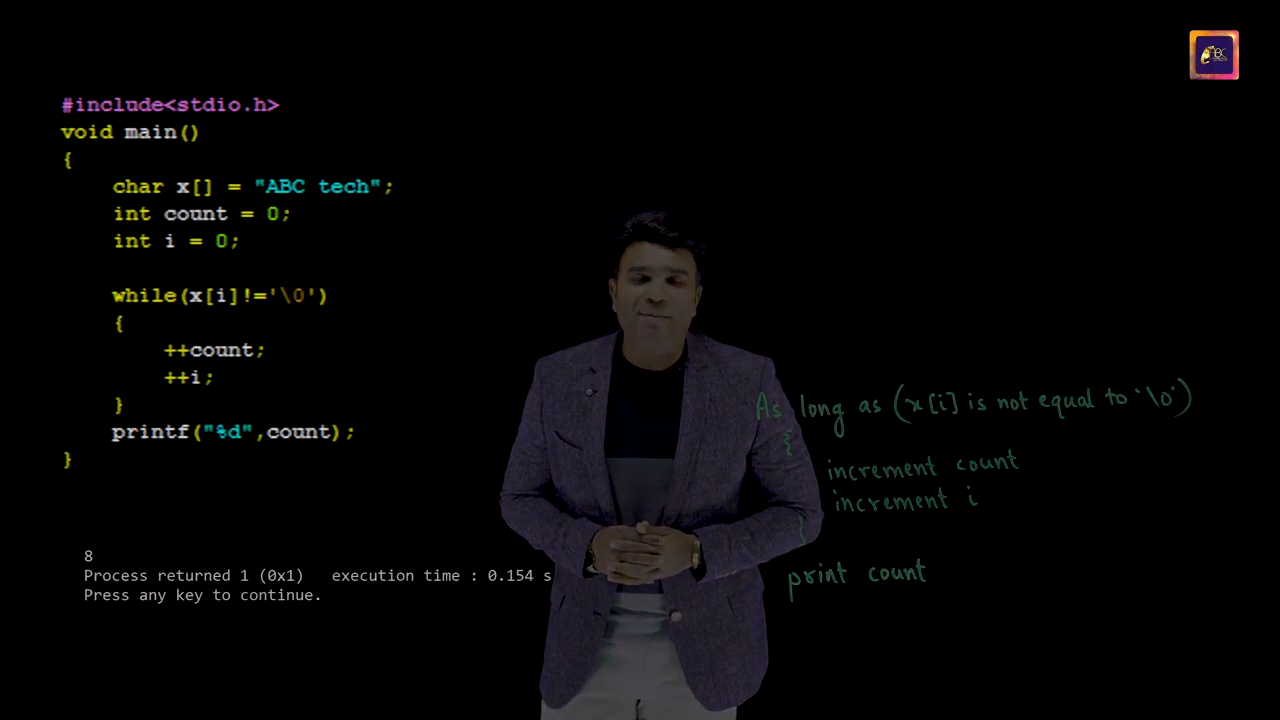 ABC
#include<stdio.h>
void main()
{
    char x[] = "ABC tech";
    int count = 0;
    int i = 0;

    while(x[i]!='\0')
    {
        ++count;
        ++i;
    }
    printf("%d",count);
}
As long as (x[i] is not equal to '\0')
{
increment count
increment i
}
print count
8
Process returned 1 (0x1)   execution time : 0.154 s
Press any key to continue.